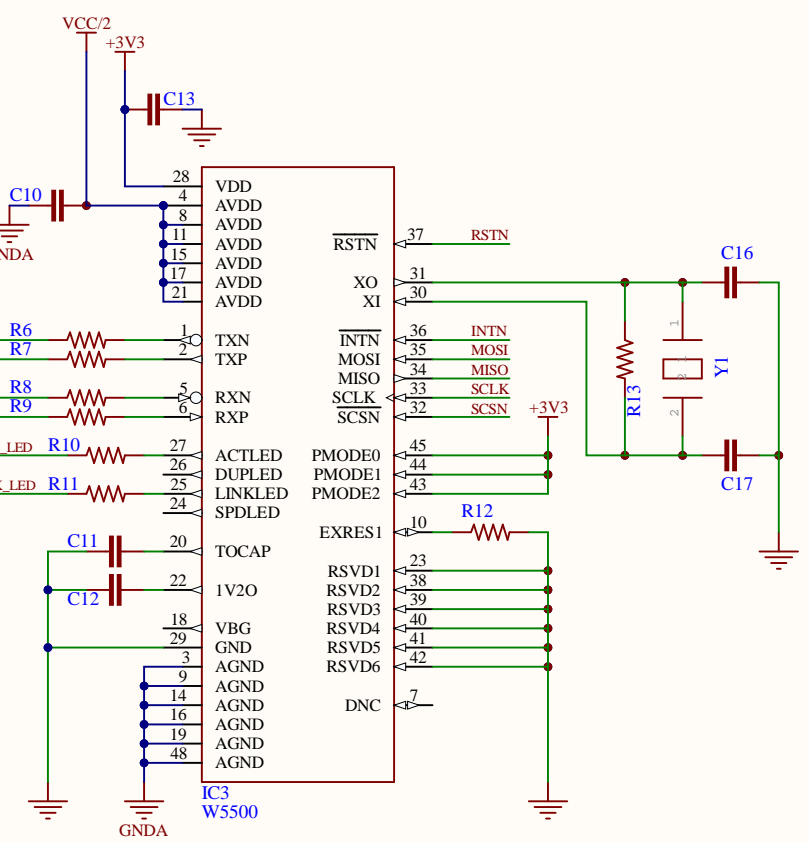 VCC/2
+3V3
C13
28 VDD
C10
4 AVDD
8 AVDD
NDA
11 AVDD
15 AVDD
17 AVDD
21 AVDD
RSTN 37 RSTN
XO 31
XI 30
C16
R6 1 TXN
R7 2 TXP
INTN 36 INTN
MOSI 35 MOSI
MISO 34 MISO
SCLK 33 SCLK
SCSN 32 SCSN
+3V3
R8 5 RXN
R9 6 RXP
1
2
R13
Y1
_LED R10 27 ACTLED
26 DUPLED
_LED R11 25 LINKLED
24 SPDLED
PMODE0 45
PMODE1 44
PMODE2 43
C17
EXRES1 10 R12
C11 20 TOCAP
C12 22 1V2O
RSVD1 23
RSVD2 38
RSVD3 39
RSVD4 40
RSVD5 41
RSVD6 42
18 VBG
29 GND
3 AGND
9 AGND
14 AGND
16 AGND
19 AGND
48 AGND
DNC 7
IC3
W5500
GNDA